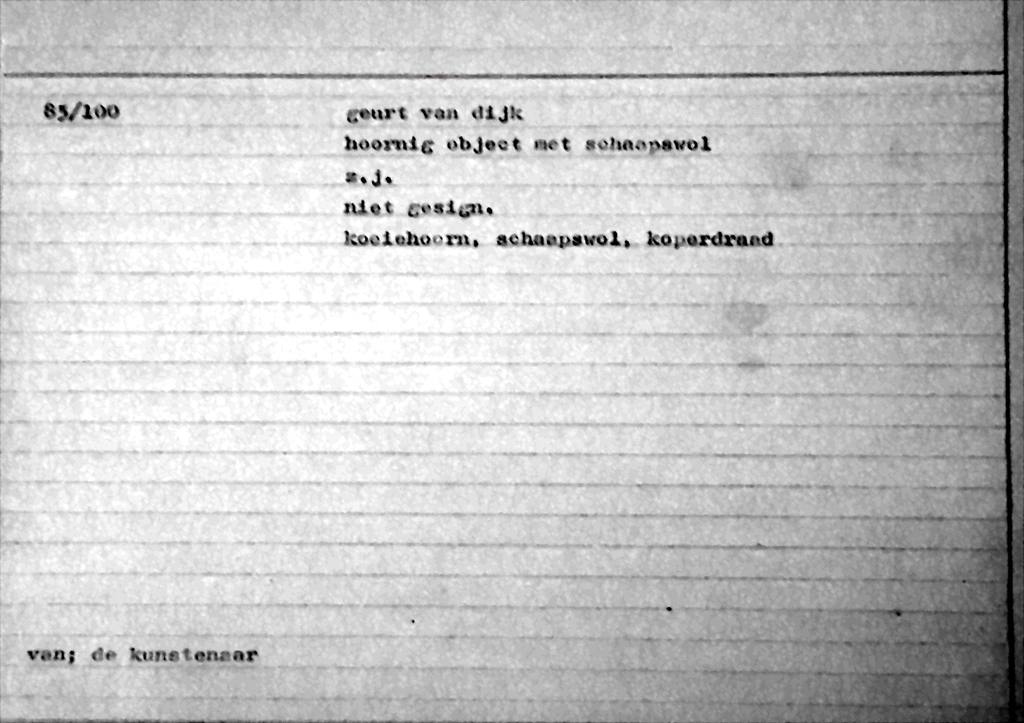 85/100 geurt van dijk
hoornig object met schaapswol
z.j.
niet gesign.
koeiehoorn, schaapswol, koperdraad
van; de kunstenaar